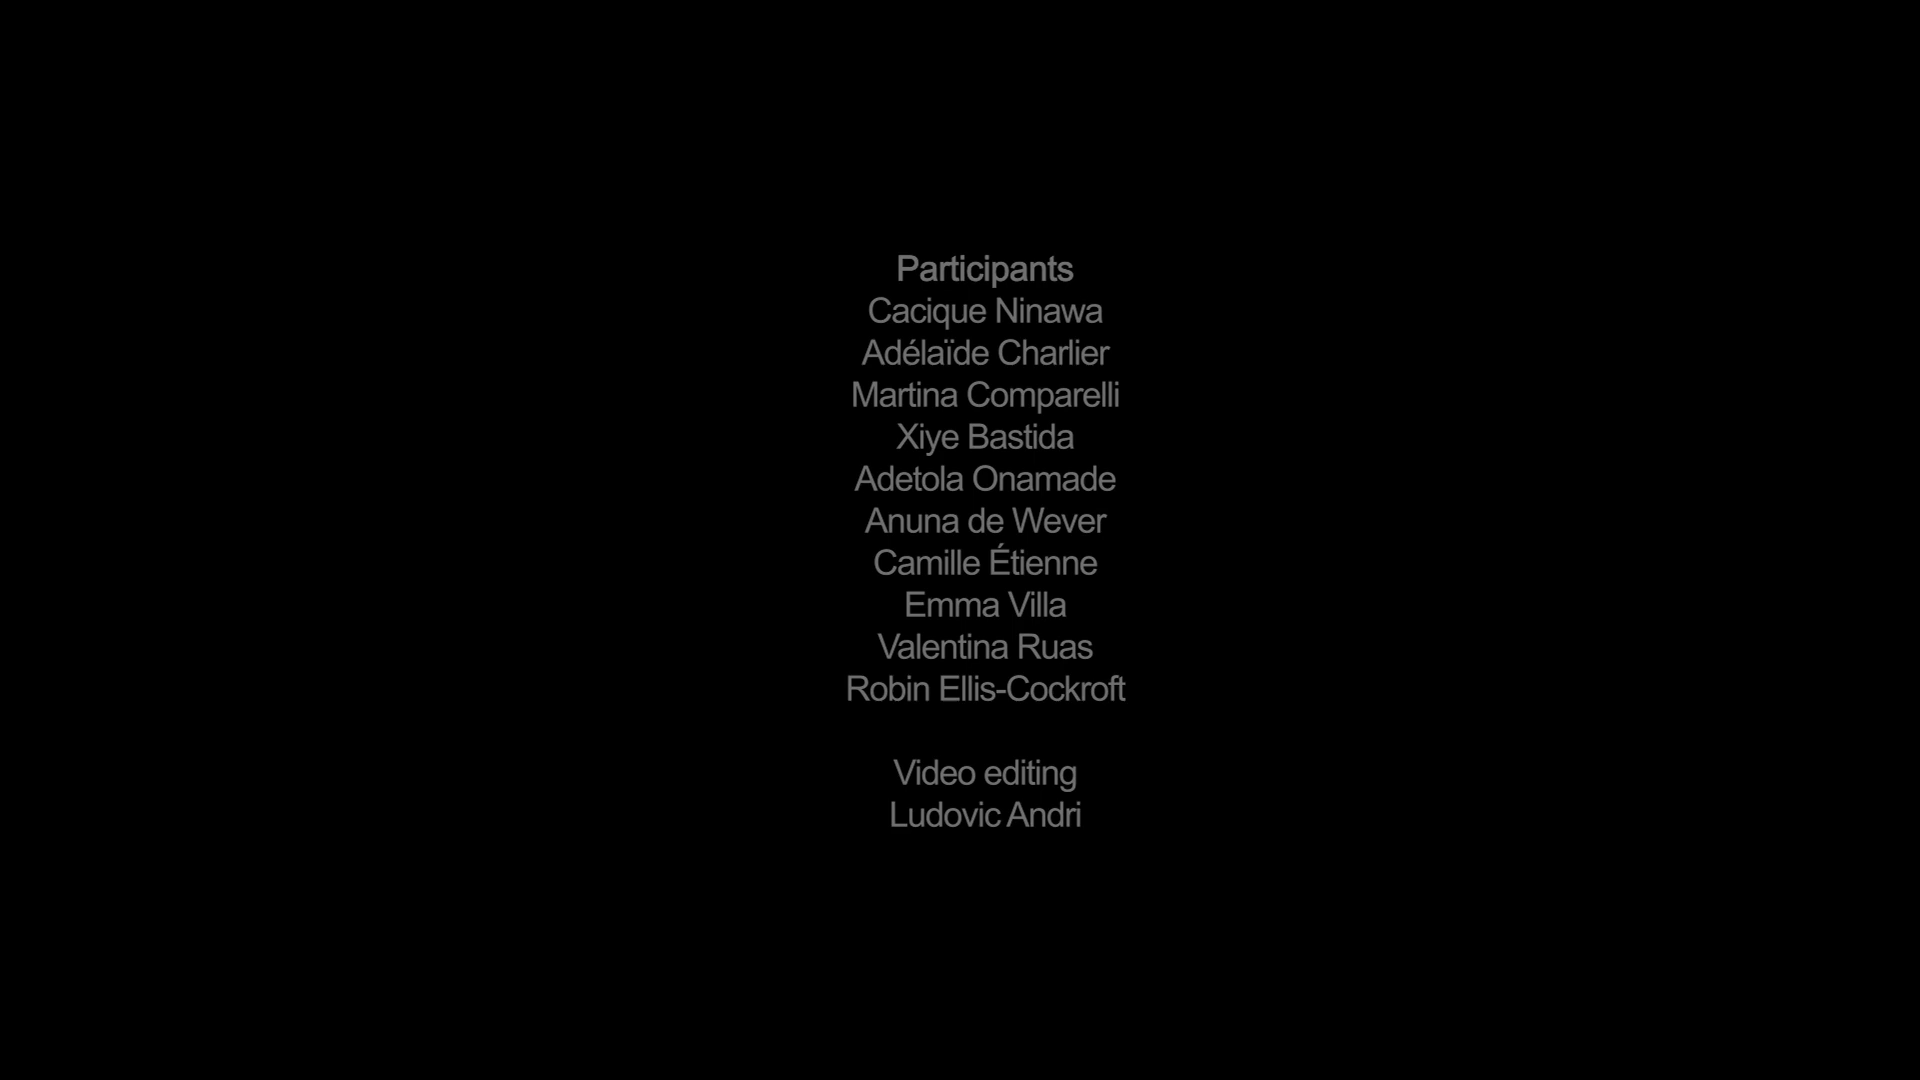 Participants
Cacique Ninawa
Adélaïde Charlier
Martina Comparelli
Xiye Bastida
Adetola Onamade
Anuna de Wever
Camille Étienne
Emma Villa
Valentina Ruas
Robin Ellis-Cockroft
Video editing
Ludovic Andri